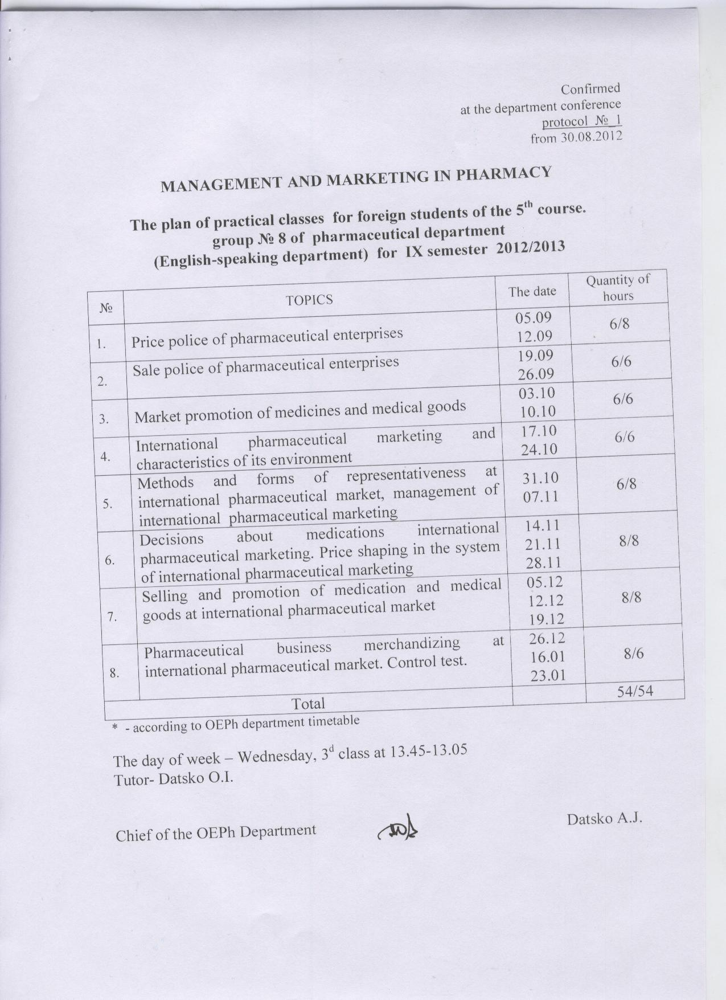 Confirmed
at the department conference
protocol № 1
from 30.08.2012
MANAGEMENT AND MARKETING IN PHARMACY
The plan of practical classes for foreign students of the 5th course.
group № 8 of pharmaceutical department
(English-speaking department) for IX semester 2012/2013
№ TOPICS The date Quantity of hours
1. Price police of pharmaceutical enterprises 05.09 12.09 6/8
2. Sale police of pharmaceutical enterprises 19.09 26.09 6/6
3. Market promotion of medicines and medical goods 03.10 10.10 6/6
4. International pharmaceutical marketing and
characteristics of its environment 17.10 24.10 6/6
5. Methods and forms of representativeness at
international pharmaceutical market, management of
international pharmaceutical marketing 31.10 07.11 6/8
6. Decisions about medications international
pharmaceutical marketing. Price shaping in the system
of international pharmaceutical marketing 14.11 21.11 28.11 8/8
7. Selling and promotion of medication and medical
goods at international pharmaceutical market 05.12 12.12 19.12 8/8
8. Pharmaceutical business merchandizing at
international pharmaceutical market. Control test. 26.12 16.01 23.01 8/6
Total 54/54
* - according to OEPh department timetable
The day of week – Wednesday, 3d class at 13.45-13.05
Tutor- Datsko O.I.
Chief of the OEPh Department Datsko A.J.